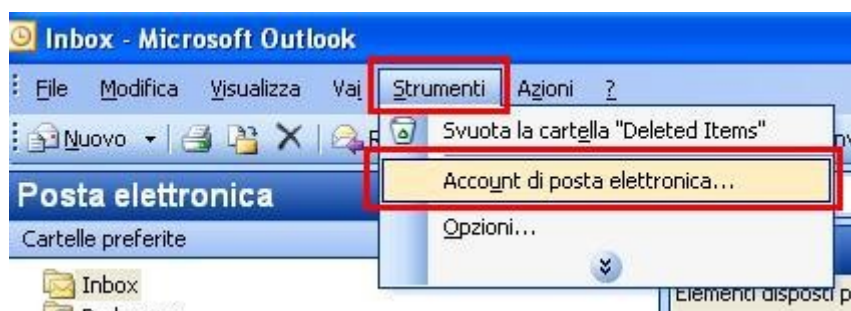 Inbox - Microsoft Outlook
File Modifica Visualizza Vai Strumenti Azioni ?
Nuovo
Svuota la cartella "Deleted Items"
Posta elettronica
Account di posta elettronica...
Cartelle preferite
Opzioni...
Inbox
Elementi disposti p